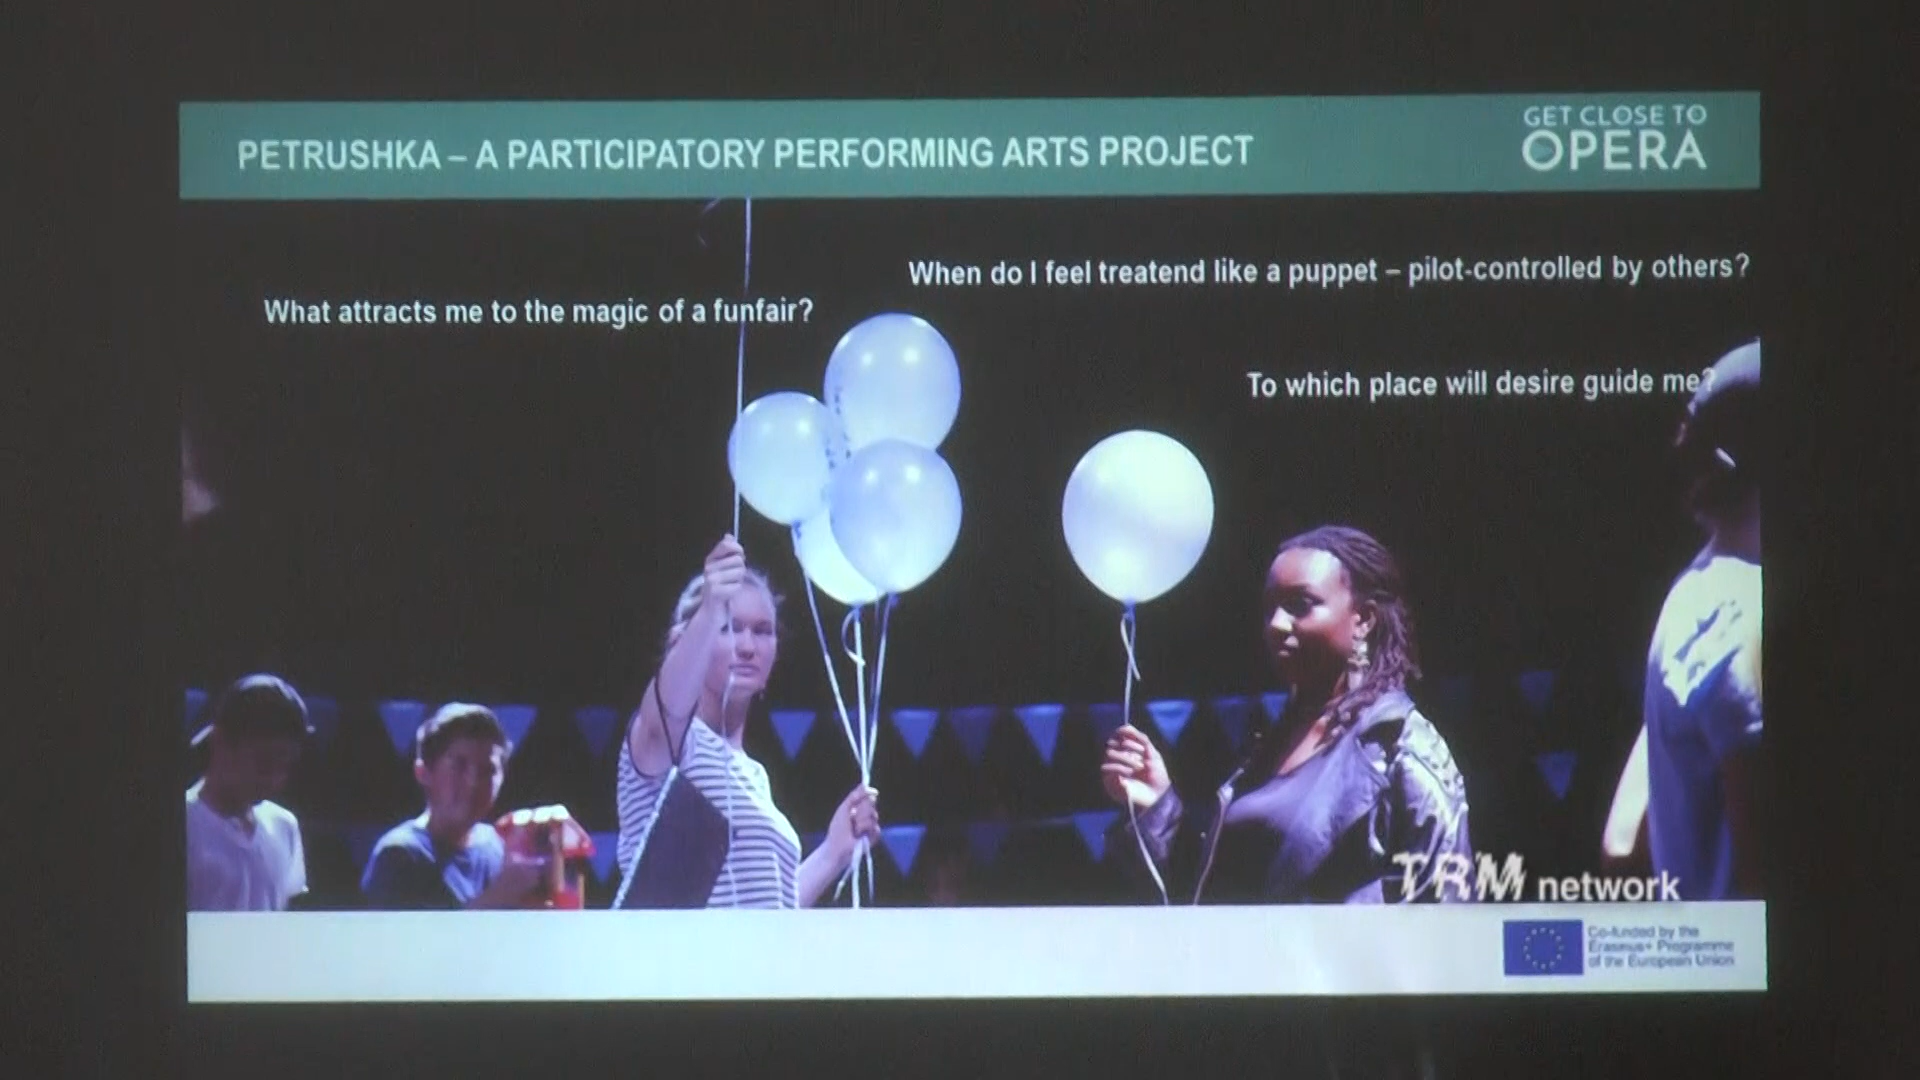 PETRUSHKA – A PARTICIPATORY PERFORMING ARTS PROJECT
GET CLOSE TO
OPERA
When do I feel treatend like a puppet – pilot-controlled by others?
What attracts me to the magic of a funfair?
To which place will desire guide me?
TRM network
Co-funded by the
Erasmus+ Programme
of the European Union